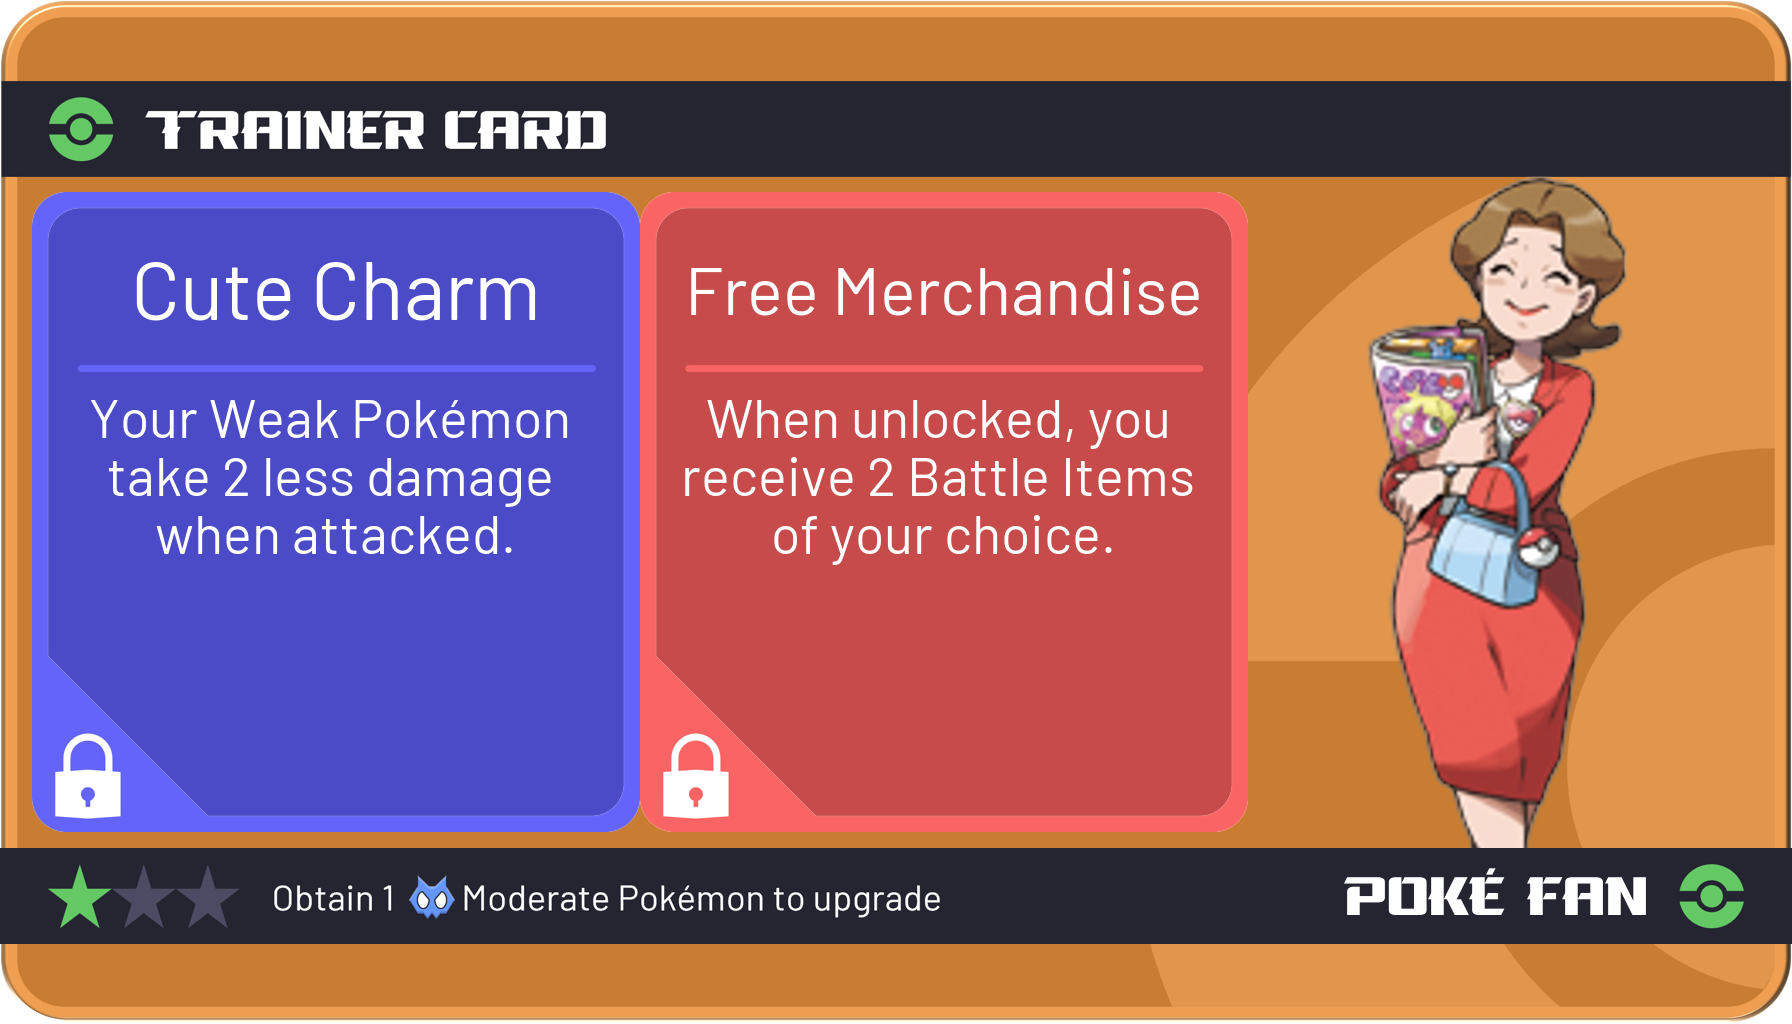 TRAINER CARD
Cute Charm
Your Weak Pokémon
take 2 less damage
when attacked.
Free Merchandise
When unlocked, you
receive 2 Battle Items
of your choice.
Obtain 1 Moderate Pokémon to upgrade
POKÉ FAN